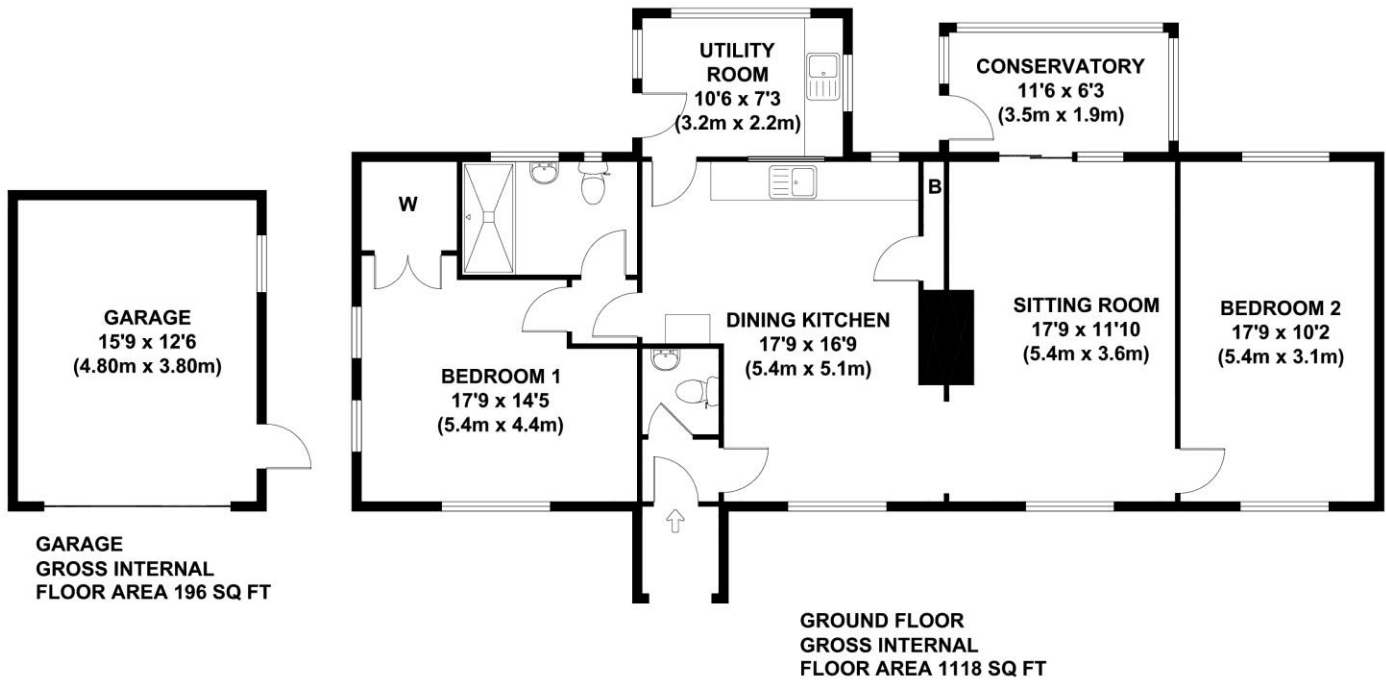 UTILITY
ROOM
10'6 x 7'3
(3.2m x 2.2m)
CONSERVATORY
11'6 x 6'3
(3.5m x 1.9m)
W
B
GARAGE
15'9 x 12'6
(4.80m x 3.80m)
BEDROOM 1
17'9 x 14'5
(5.4m x 4.4m)
DINING KITCHEN
17'9 x 16'9
(5.4m x 5.1m)
SITTING ROOM
17'9 x 11'10
(5.4m x 3.6m)
BEDROOM 2
17'9 x 10'2
(5.4m x 3.1m)
GARAGE
GROSS INTERNAL
FLOOR AREA 196 SQ FT
GROUND FLOOR
GROSS INTERNAL
FLOOR AREA 1118 SQ FT